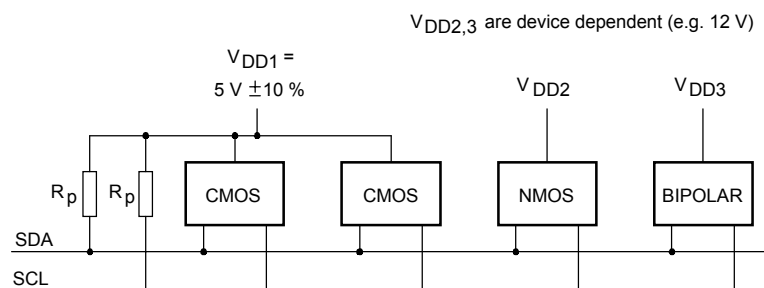 VDD2,3 are device dependent (e.g. 12 V)
VDD1 =
5 V ±10 %
VDD2
VDD3
Rp
Rp
CMOS
CMOS
NMOS
BIPOLAR
SDA
SCL